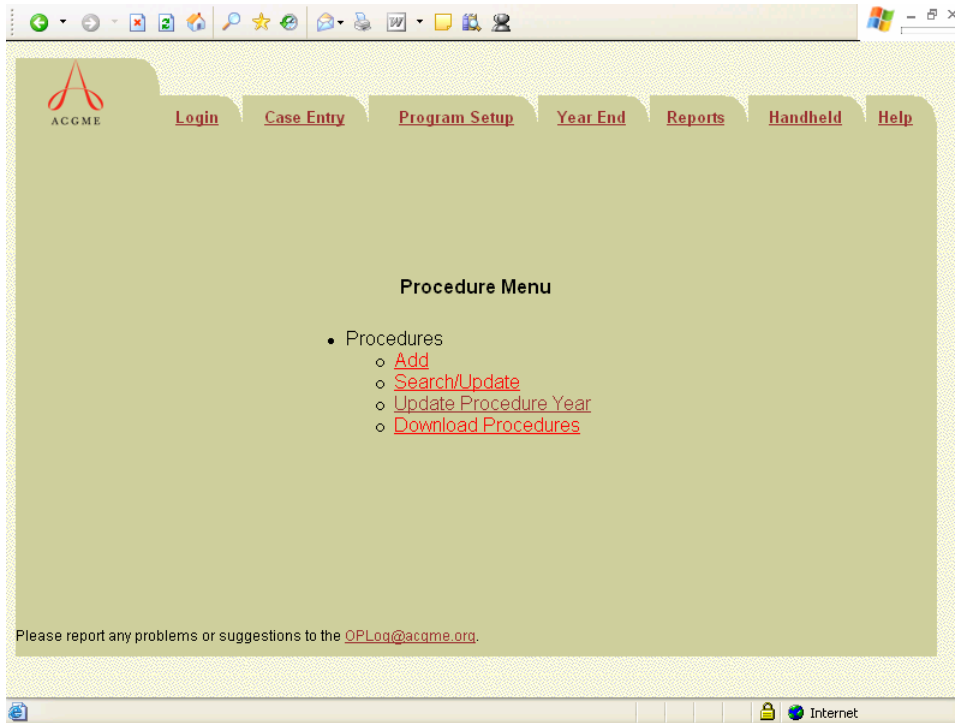 ACGME
Login Case Entry Program Setup Year End Reports Handheld Help
Procedure Menu
Procedures
Add
Search/Update
Update Procedure Year
Download Procedures
Please report any problems or suggestions to the OPLog@acgme.org.
Internet